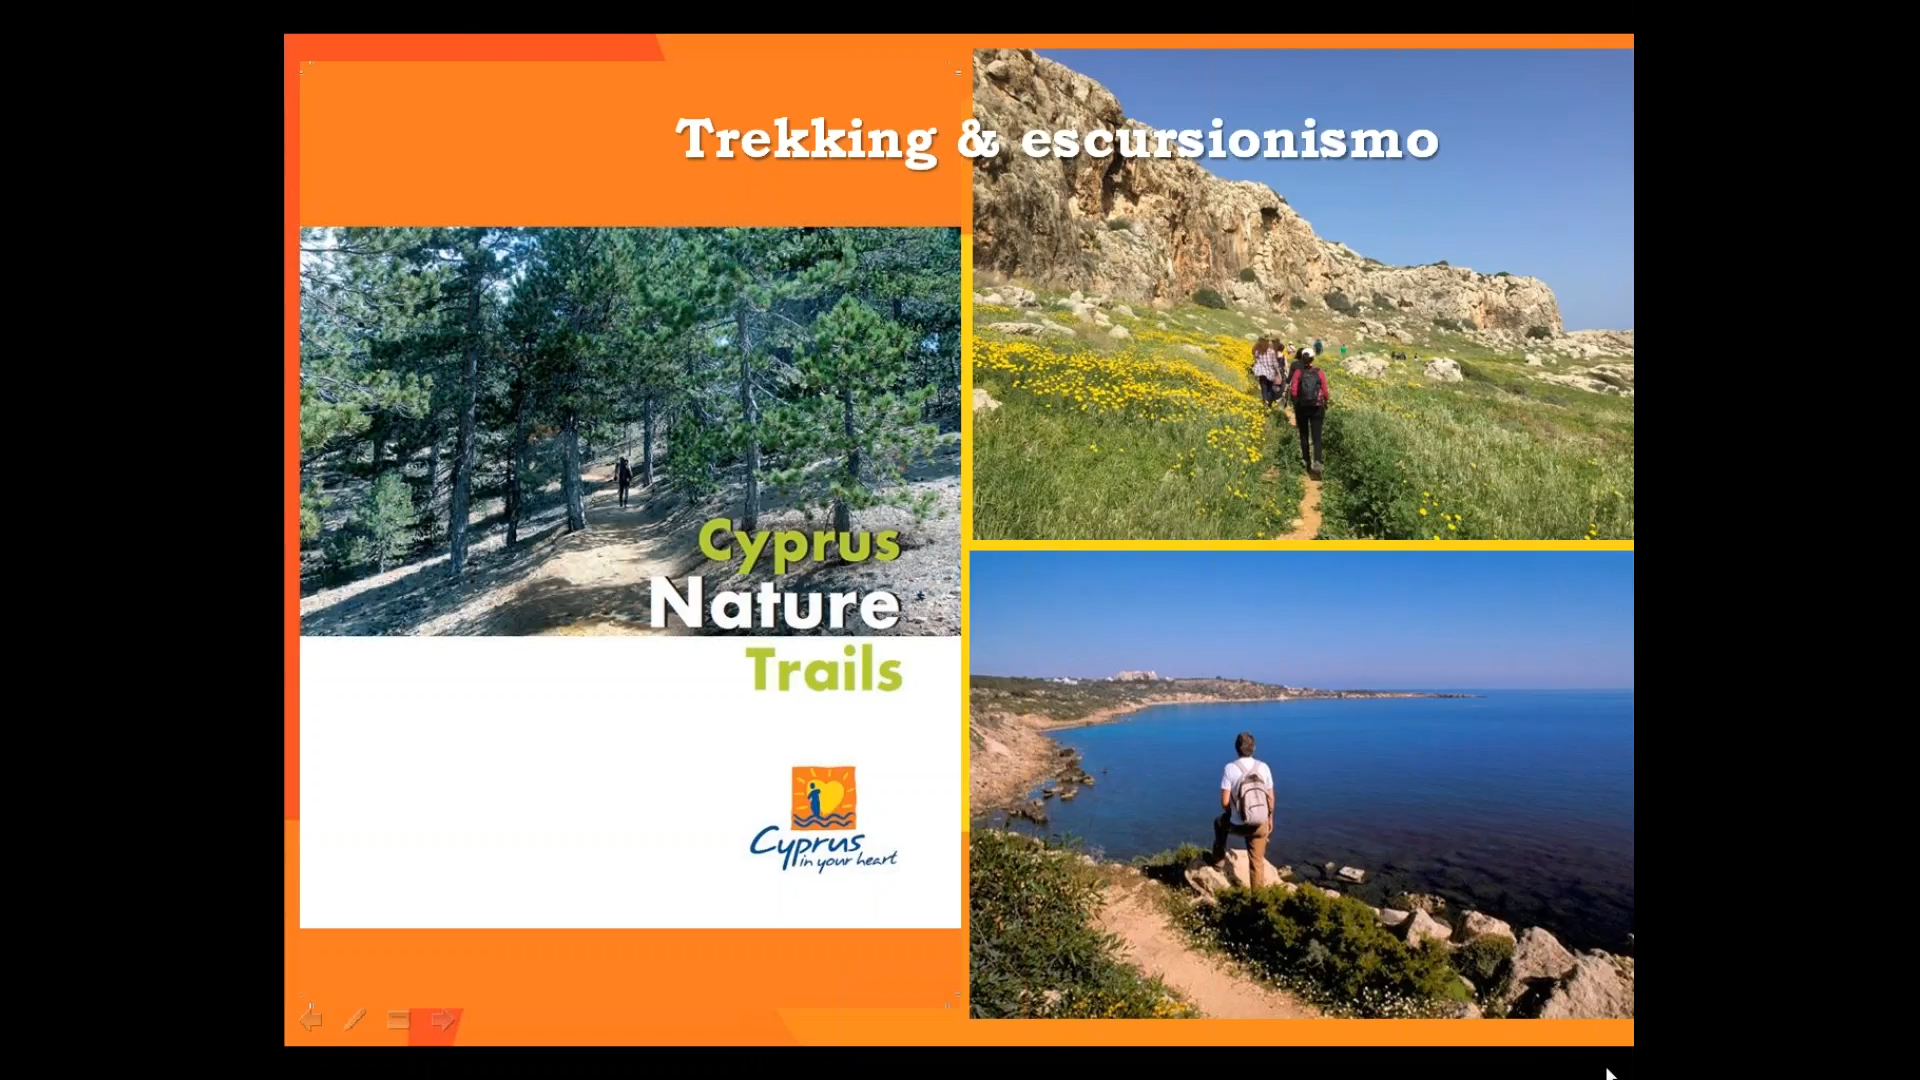 Trekking & escursionismo
Cyprus
Nature
Trails
Cyprus
in your heart